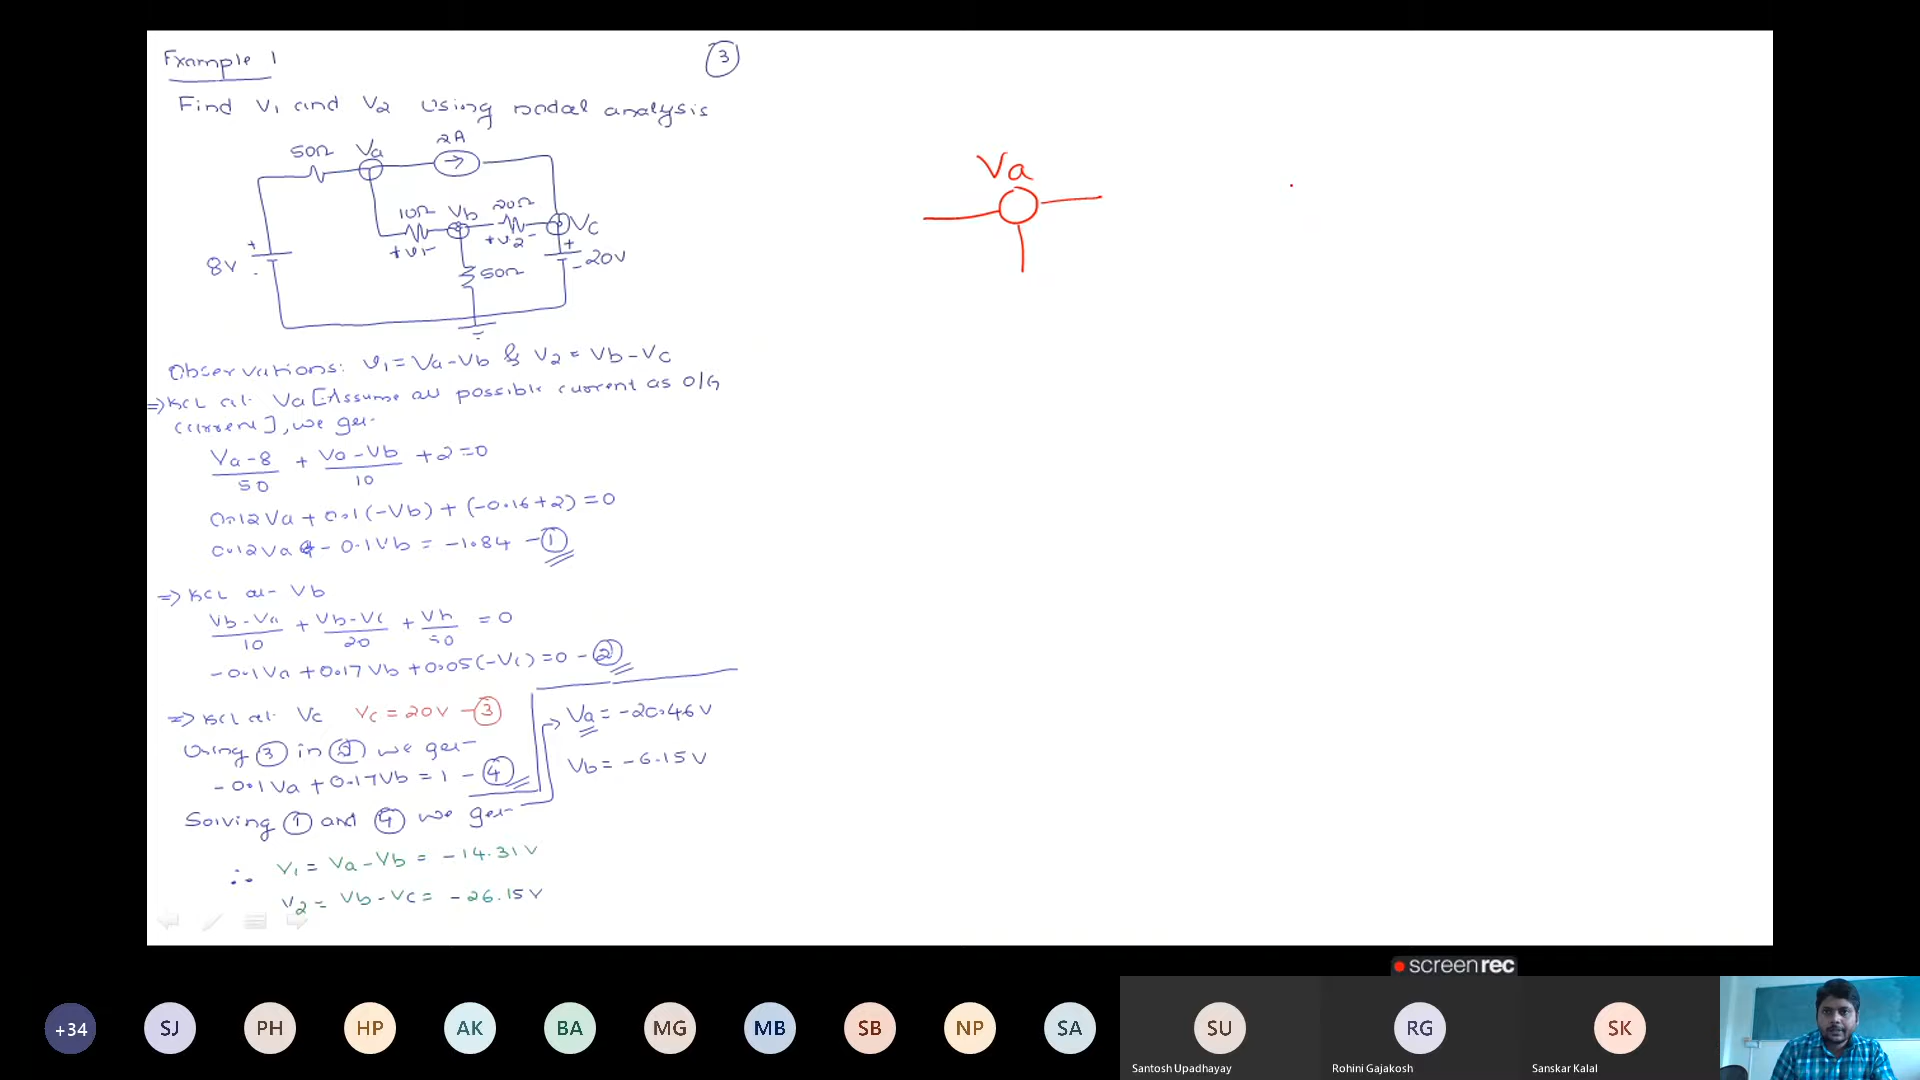 Example 1
3
Find V1 and V2 using nodal analysis
50Ω Va 2A
10Ω Vb 20Ω Vc
+V1- +V2- +
8V + -
50Ω -20V
Observations: V1 = Va-Vb & V2 = Vb-Vc
=> KCL at Va [Assume all possible current as O/G
current], we get
Va-8/50 + Va-Vb/10 +2=0
0.12Va + 0.1(-Vb) + (-0.16+2) = 0
0.12Va - 0.1Vb = -1.84 -①
=> KCL at Vb
Vb-Va/10 + Vb-Vc/20 + Vb/50 = 0
-0.1Va + 0.17Vb + 0.05(-Vc) = 0 -②
=> KCL at Vc Vc = 20V -③
Using ③ in ② we get
-0.1Va + 0.17Vb = 1 -④
Solving ① and ④ we get
Va = -20.46V
Vb = -6.15V
∴ V1 = Va-Vb = -14.31V
V2 = Vb-Vc = -26.15V
Va
screenrec
+34 SJ PH HP AK BA MG MB SB NP SA SU RG SK
Santosh Upadhayay Rohini Gajakosh Sanskar Kalal